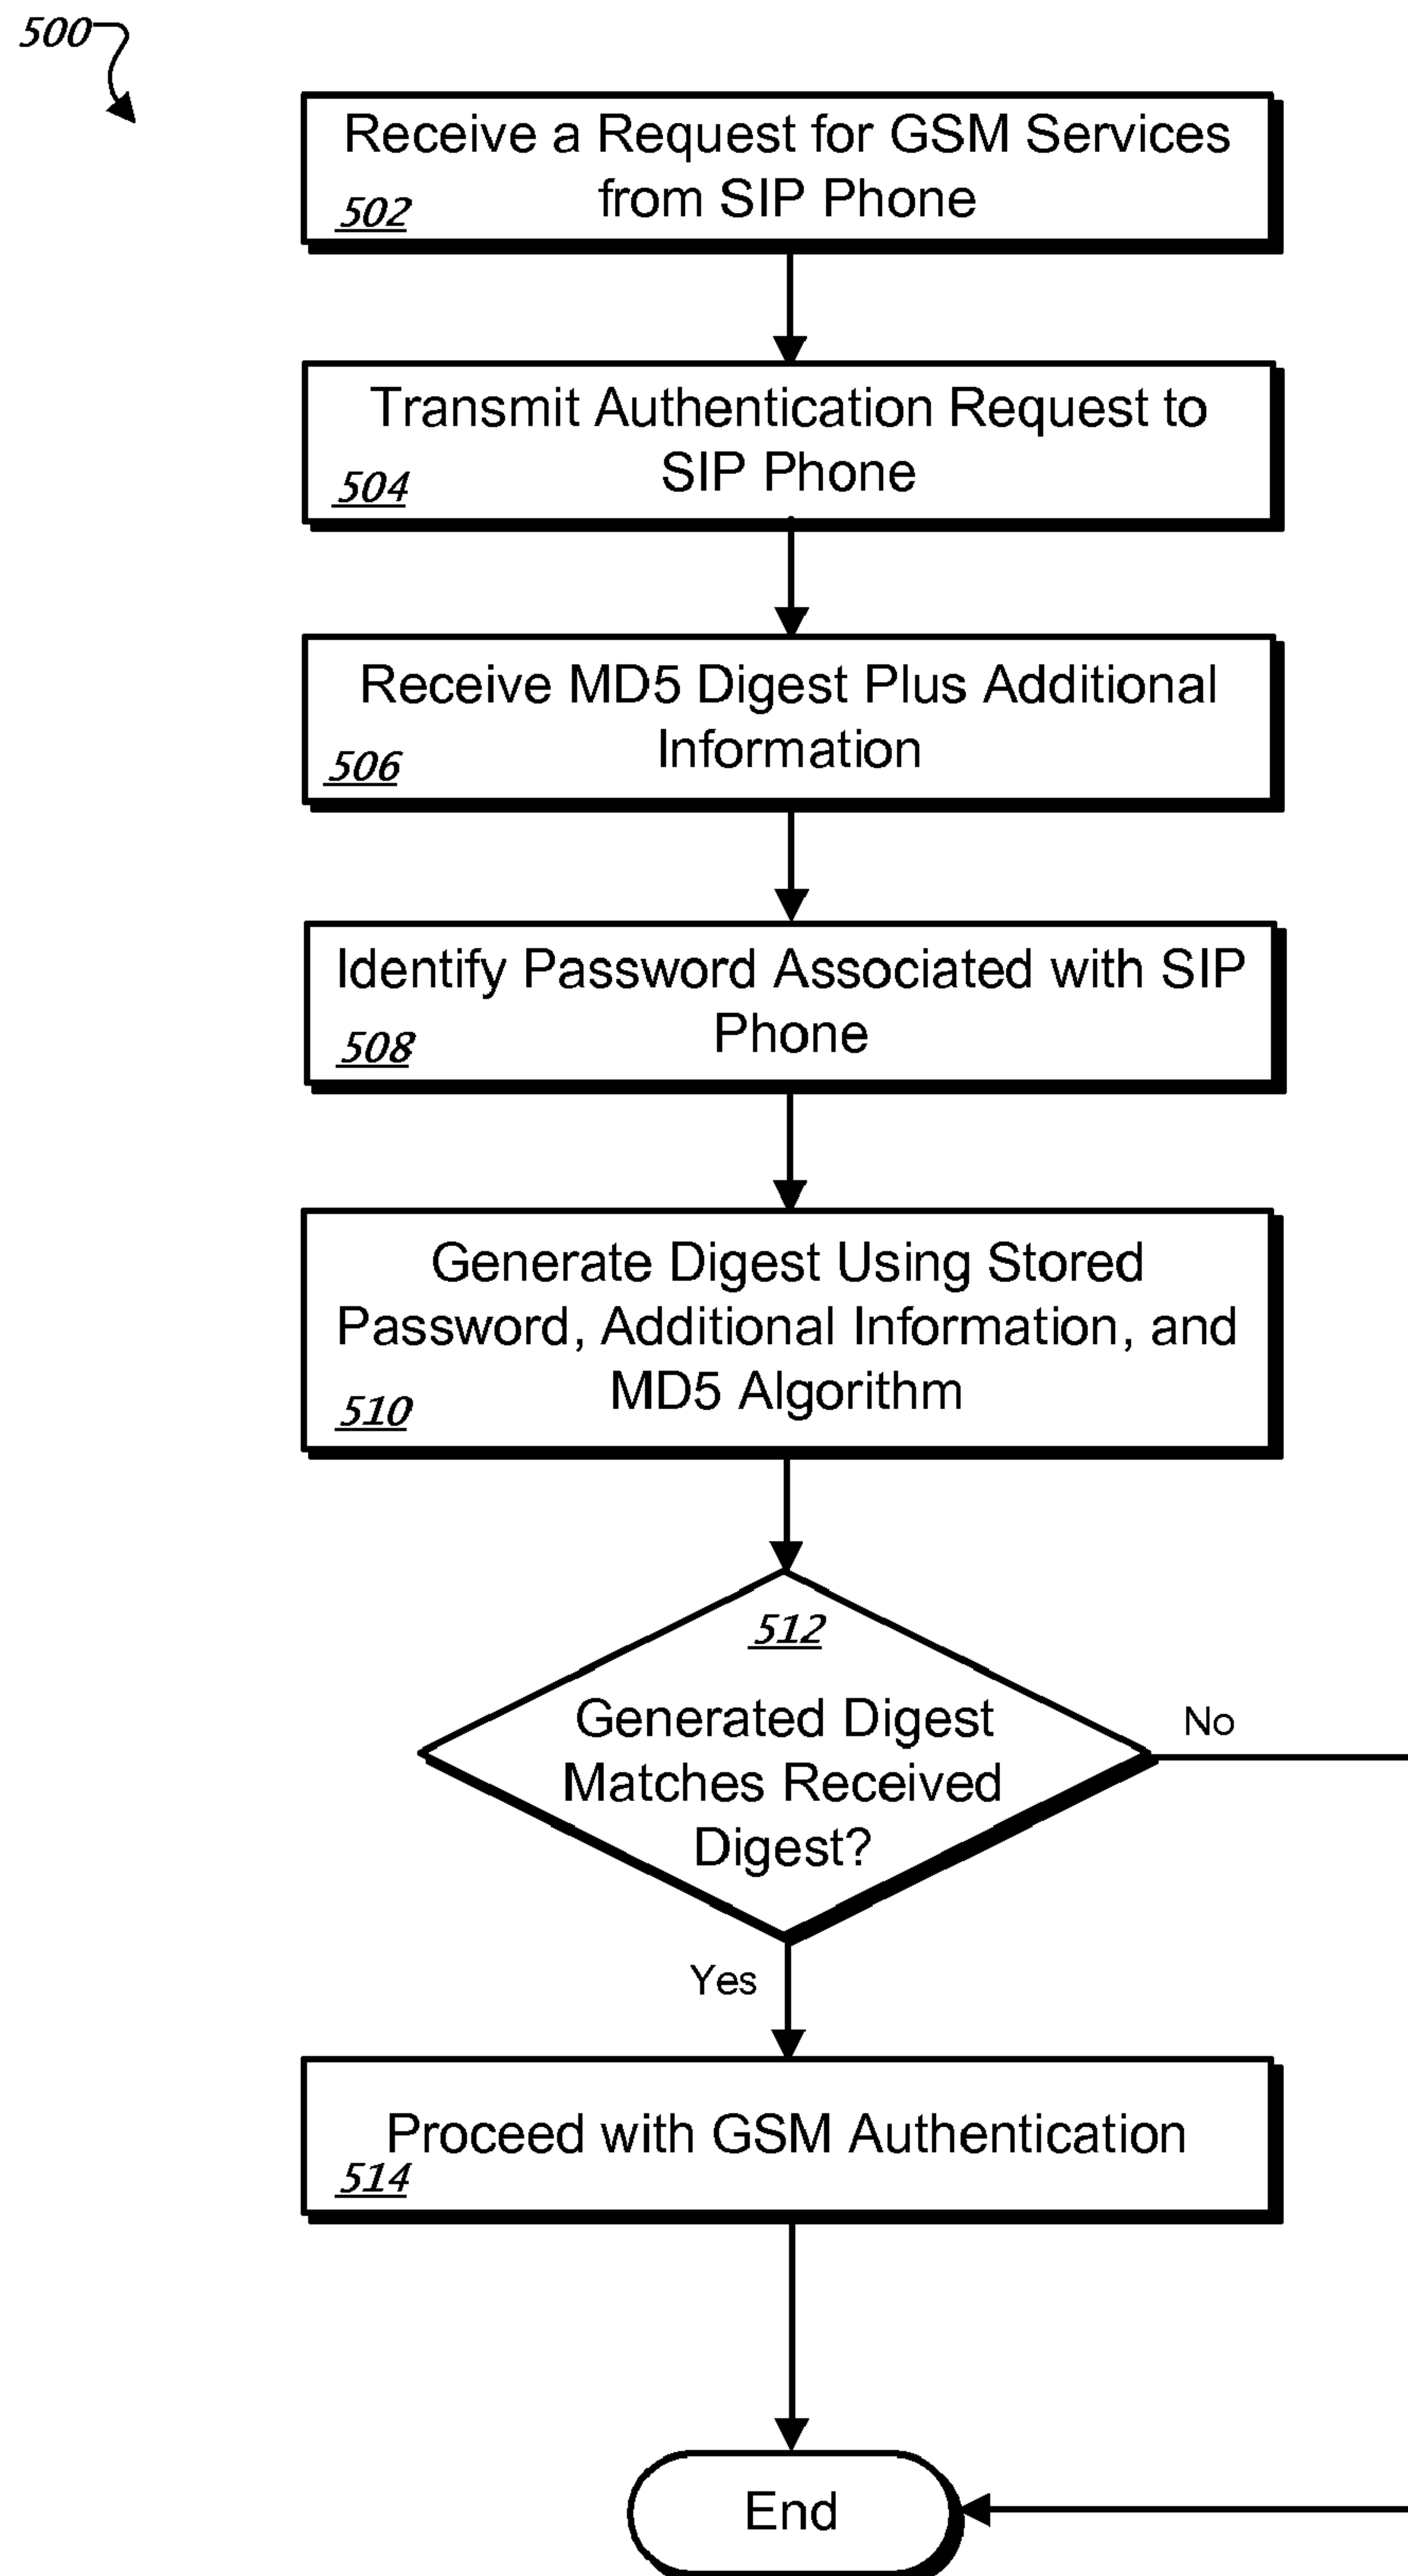 500
Receive a Request for GSM Services
from SIP Phone
502
Transmit Authentication Request to
SIP Phone
504
Receive MD5 Digest Plus Additional
Information
506
Identify Password Associated with SIP
Phone
508
Generate Digest Using Stored
Password, Additional Information, and
MD5 Algorithm
510
512
Generated Digest
Matches Received
Digest?
No
Yes
Proceed with GSM Authentication
514
End